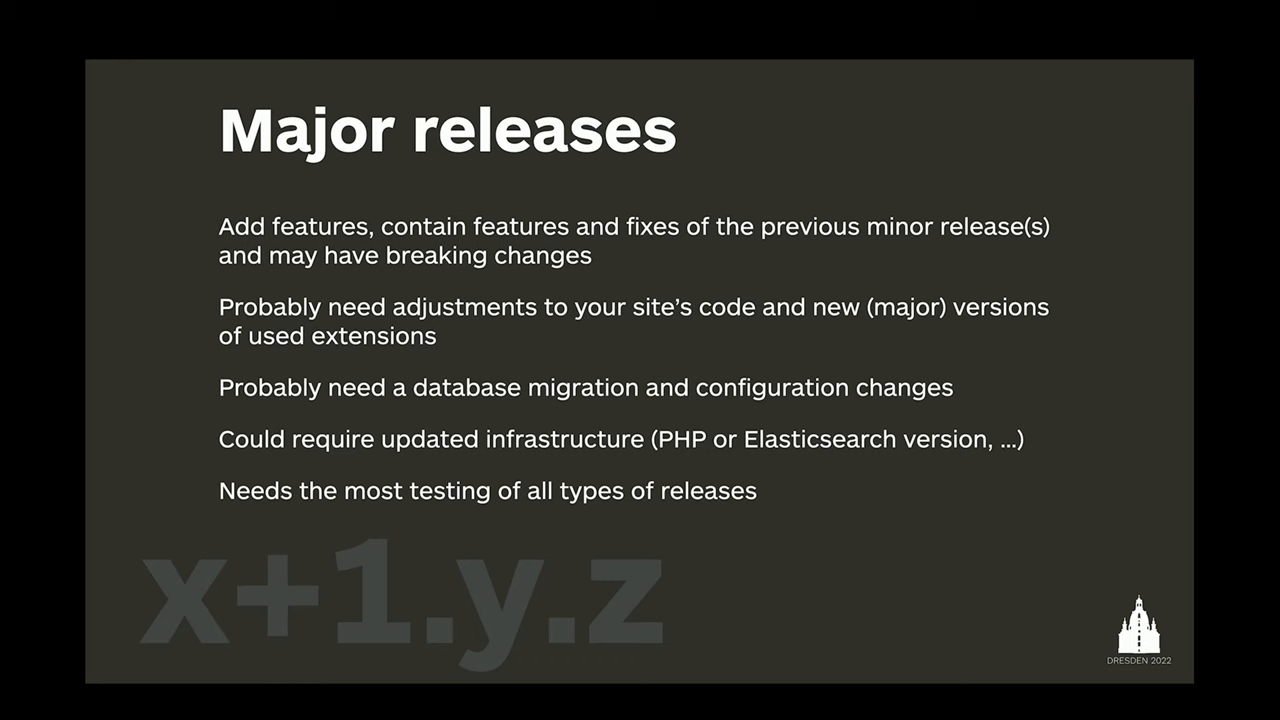 Major releases
Add features, contain features and fixes of the previous minor release(s)
and may have breaking changes
Probably need adjustments to your site’s code and new (major) versions
of used extensions
Probably need a database migration and configuration changes
Could require updated infrastructure (PHP or Elasticsearch version, ...)
Needs the most testing of all types of releases
x+1.y.z
DRESDEN 2022